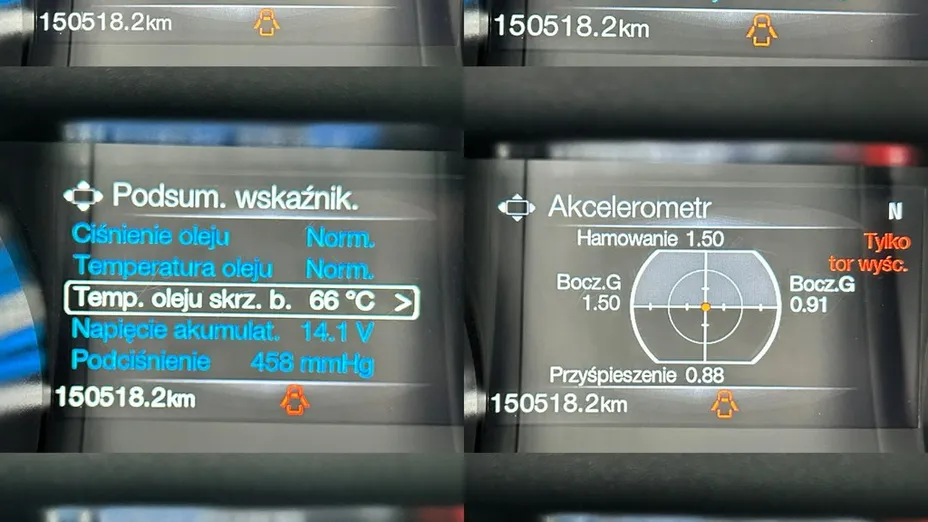 150518.2km
150518.2km
Podsum. wskaźnik.
Ciśnienie oleju Norm.
Temperatura oleju Norm.
Temp. oleju skrz. b. 66 °C >
Napięcie akumulat. 14.1 V
Podciśnienie 458 mmHg
150518.2km
Akcelerometr
N
Hamowanie 1.50
Tylko
tor wyśc.
Bocz.G
1.50
Bocz.G
0.91
Przyśpieszenie 0.88
150518.2km